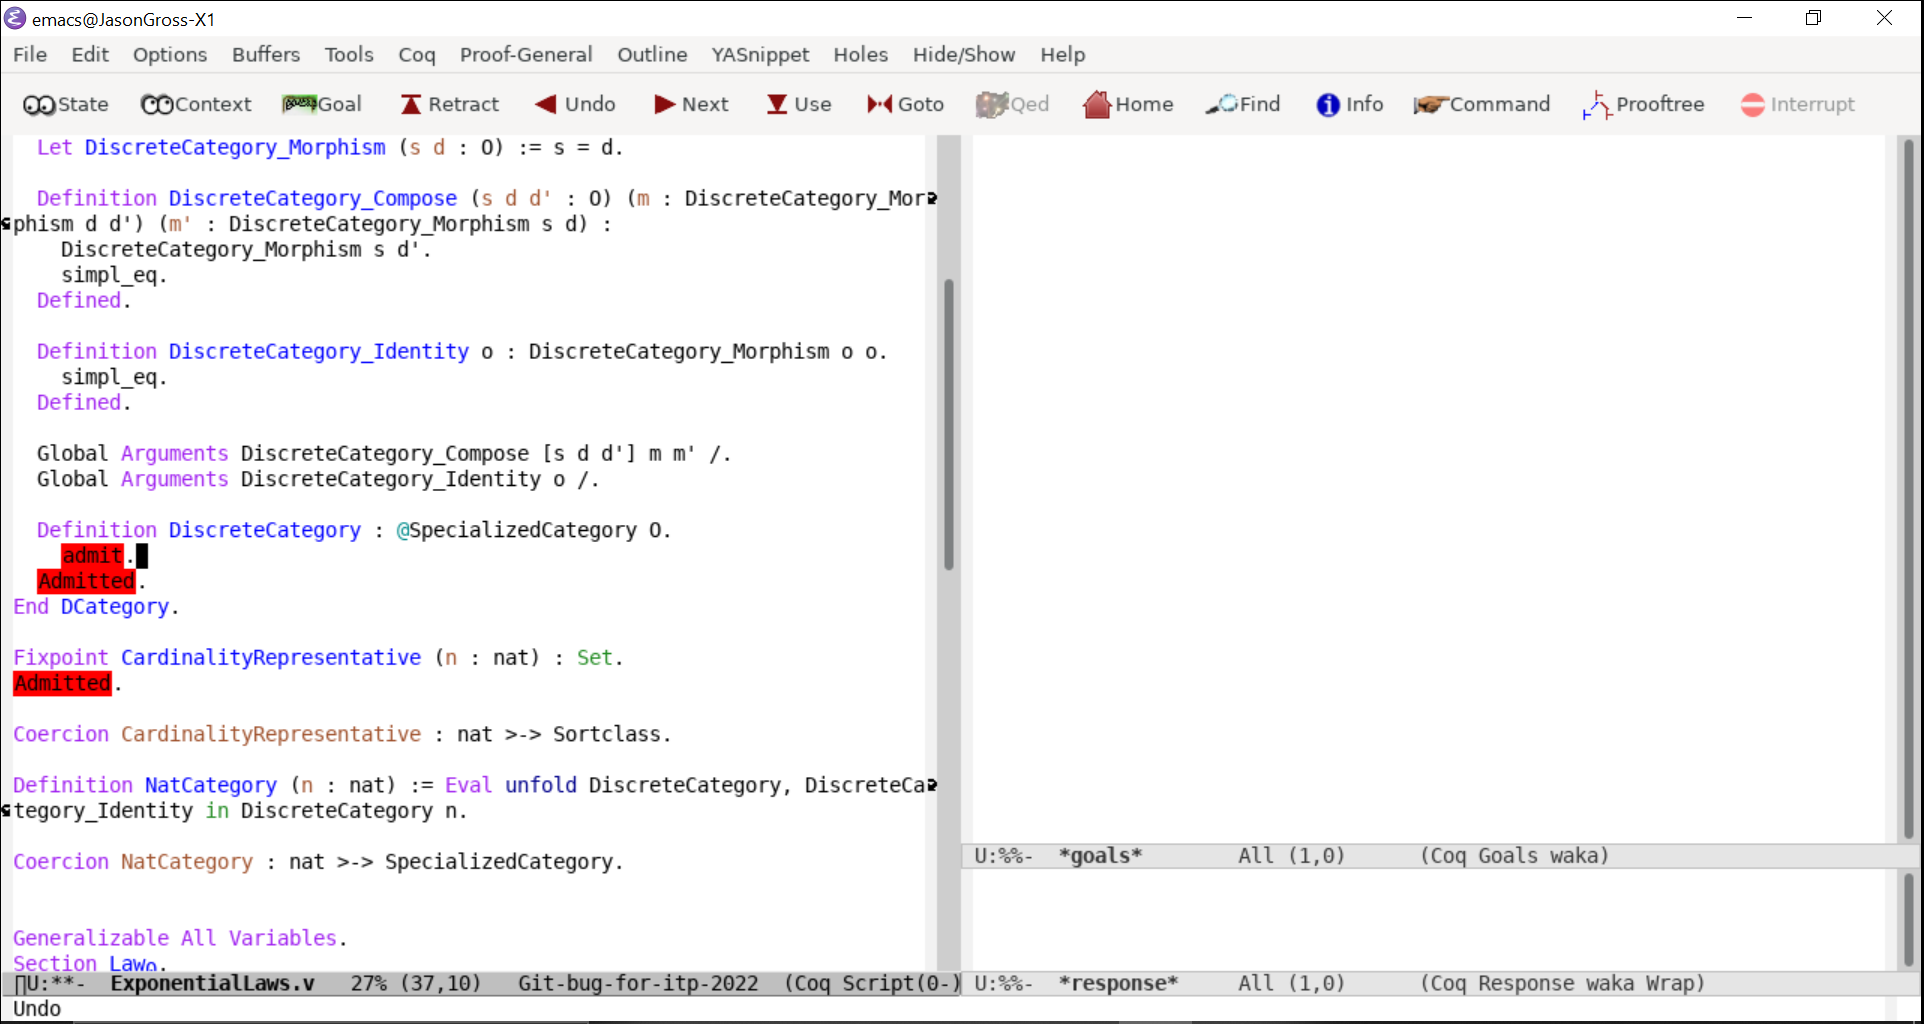 emacs@JasonGross-X1
File Edit Options Buffers Tools Coq Proof-General Outline YASnippet Holes Hide/Show Help
State Context Goal Retract Undo Next Use Goto Qed Home Find Info Command Prooftree Interrupt
Let DiscreteCategory_Morphism (s d : O) := s = d.
Definition DiscreteCategory_Compose (s d d' : O) (m : DiscreteCategory_Mor
phism d d') (m' : DiscreteCategory_Morphism s d) :
DiscreteCategory_Morphism s d'.
simpl_eq.
Defined.
Definition DiscreteCategory_Identity o : DiscreteCategory_Morphism o o.
simpl_eq.
Defined.
Global Arguments DiscreteCategory_Compose [s d d'] m m' /.
Global Arguments DiscreteCategory_Identity o /.
Definition DiscreteCategory : @SpecializedCategory O.
admit.
Admitted.
End DCategory.
Fixpoint CardinalityRepresentative (n : nat) : Set.
Admitted.
Coercion CardinalityRepresentative : nat >-> Sortclass.
Definition NatCategory (n : nat) := Eval unfold DiscreteCategory, DiscreteCa
tegory_Identity in DiscreteCategory n.
Coercion NatCategory : nat >-> SpecializedCategory.
Generalizable All Variables.
Section Law0.
U:**- ExponentialLaws.v 27% (37,10) Git-bug-for-itp-2022 (Coq Script(0-)
Undo
U:%%- *goals* All (1,0) (Coq Goals waka)
U:%%- *response* All (1,0) (Coq Response waka Wrap)